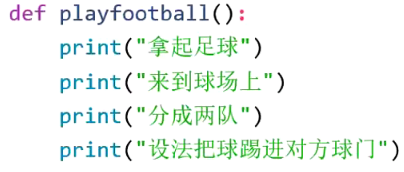 def playfootball():
    print("拿起足球")
    print("来到球场上")
    print("分成两队")
    print("设法把球踢进对方球门")